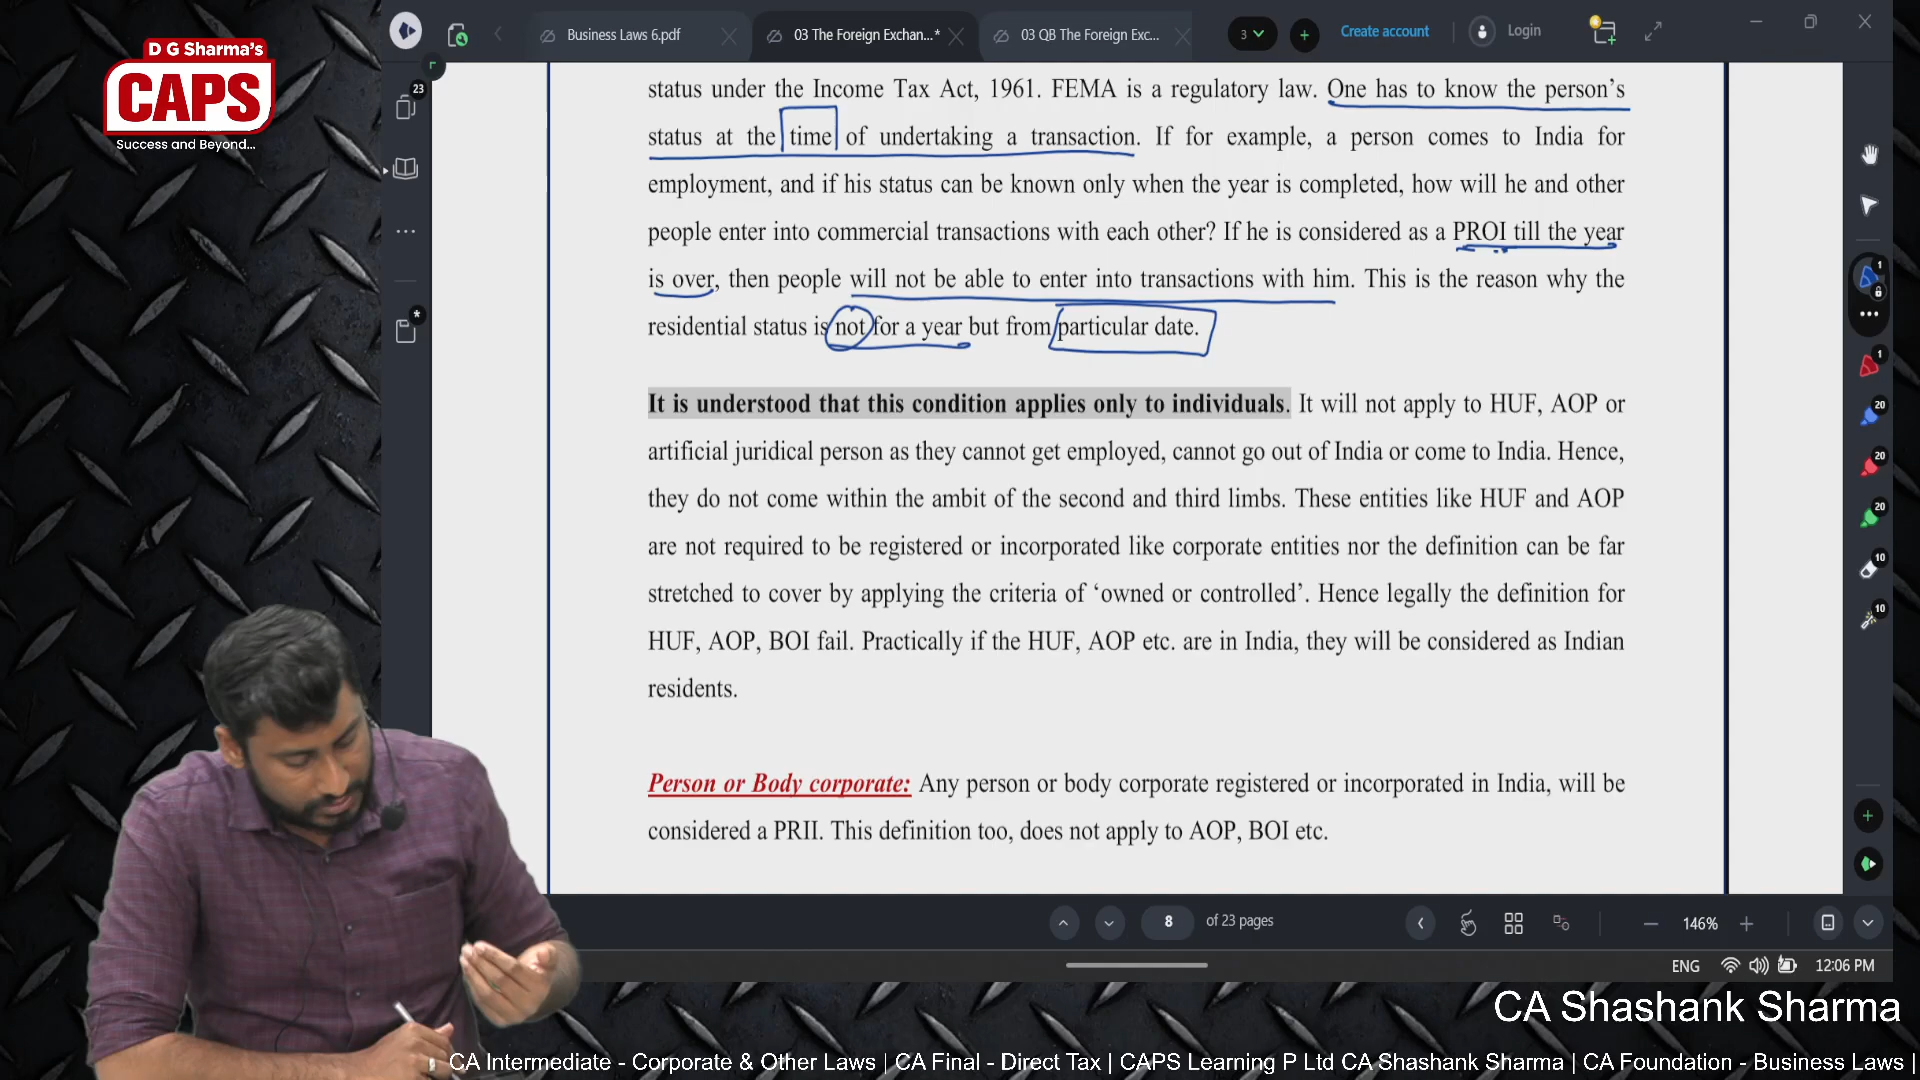 D G Sharma's
CAPS
Success and Beyond...
Business Laws 6.pdf
03 The Foreign Exchan...*
03 QB The Foreign Exc...
3
Create account
Login
23
status under the Income Tax Act, 1961. FEMA is a regulatory law. One has to know the person's
status at the time of undertaking a transaction. If for example, a person comes to India for
employment, and if his status can be known only when the year is completed, how will he and other
people enter into commercial transactions with each other? If he is considered as a PROI till the year
is over, then people will not be able to enter into transactions with him. This is the reason why the
residential status is not for a year but from particular date.
It is understood that this condition applies only to individuals. It will not apply to HUF, AOP or
artificial juridical person as they cannot get employed, cannot go out of India or come to India. Hence,
they do not come within the ambit of the second and third limbs. These entities like HUF and AOP
are not required to be registered or incorporated like corporate entities nor the definition can be far
stretched to cover by applying the criteria of ‘owned or controlled’. Hence legally the definition for
HUF, AOP, BOI fail. Practically if the HUF, AOP etc. are in India, they will be considered as Indian
residents.
Person or Body corporate: Any person or body corporate registered or incorporated in India, will be
considered a PRII. This definition too, does not apply to AOP, BOI etc.
1
1
20
20
20
10
10
8 of 23 pages
146%
ENG
12:06 PM
CA Shashank Sharma
CA Intermediate - Corporate & Other Laws | CA Final - Direct Tax | CAPS Learning P Ltd CA Shashank Sharma | CA Foundation - Business Laws |